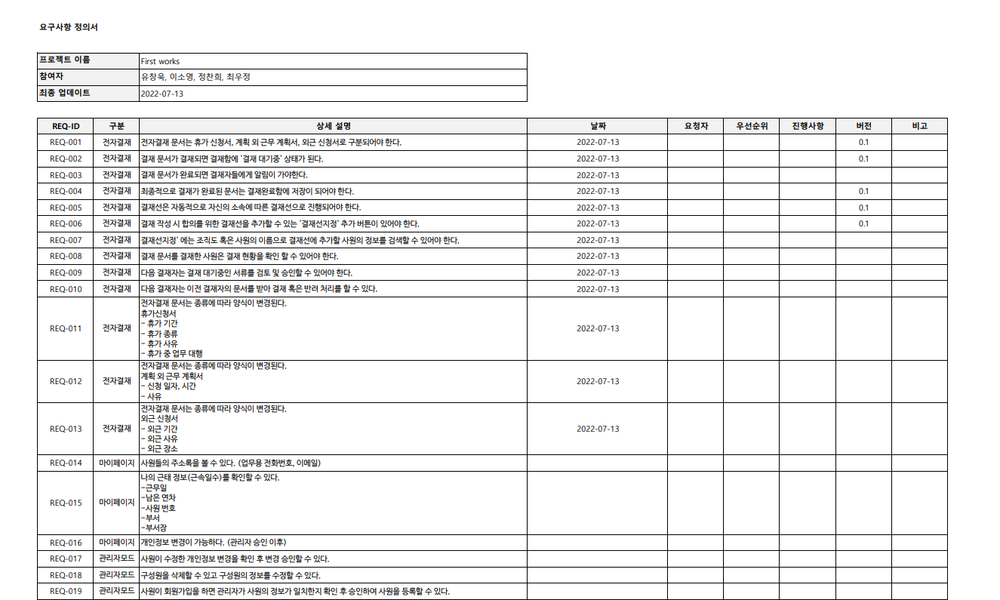 요구사항 정의서
프로젝트 이름 First works
참여자 유창욱, 이소영, 정찬희, 최우정
최종 업데이트 2022-07-13
REQ-ID 구분 상세 설명 날짜 요청자 우선순위 진행사항 버전 비고
REQ-001 전자결재 전자결재 문서는 휴가 신청서, 계획 외 근무 계획서, 외근 신청서로 구분되어야 한다. 2022-07-13 0.1
REQ-002 전자결재 결재 문서가 결재되면 결재함에 '결재 대기중' 상태가 된다. 2022-07-13 0.1
REQ-003 전자결재 결재 문서가 완료되면 결재자들에게 알림이 가야한다. 2022-07-13
REQ-004 전자결재 최종적으로 결재가 완료된 문서는 결재완료함에 저장이 되어야 한다. 2022-07-13 0.1
REQ-005 전자결재 결재선은 자동적으로 자신의 소속에 따른 결재선으로 진행되어야 한다. 2022-07-13 0.1
REQ-006 전자결재 결재 작성 시 합의를 위한 결재선을 추가할 수 있는 '결재선지정' 추가 버튼이 있어야 한다. 2022-07-13 0.1
REQ-007 전자결재 결재선지정' 에는 조직도 혹은 사원의 이름으로 결재선에 추가할 사원의 정보를 검색할 수 있어야 한다. 2022-07-13
REQ-008 전자결재 결재 문서를 결재한 사원은 결재 현황을 확인 할 수 있어야 한다. 2022-07-13
REQ-009 전자결재 다음 결재자는 결재 대기중인 서류를 검토 및 승인할 수 있어야 한다. 2022-07-13
REQ-010 전자결재 다음 결재자는 이전 결재자의 문서를 받아 결재 혹은 반려 처리를 할 수 있다. 2022-07-13
전자결재 문서는 종류에 따라 양식이 변경된다.
휴가신청서
- 휴가 기간
REQ-011 전자결재 - 휴가 종류 2022-07-13
- 휴가 사유
- 휴가 중 업무 대행
전자결재 문서는 종류에 따라 양식이 변경된다.
계획 외 근무 계획서
REQ-012 전자결재 - 신청 일자, 시간 2022-07-13
- 사유
전자결재 문서는 종류에 따라 양식이 변경된다.
외근 신청서
REQ-013 전자결재 - 외근 기간 2022-07-13
- 외근 사유
- 외근 장소
REQ-014 마이페이지 사원들의 주소록을 볼 수 있다. (업무용 전화번호, 이메일)
나의 근태 정보(근속일수)를 확인할 수 있다.
-근무일
-남은 연차
REQ-015 마이페이지 -사원 번호
-부서
-부서장
REQ-016 마이페이지 개인정보 변경이 가능하다. (관리자 승인 이후)
REQ-017 관리자모드 사원이 수정한 개인정보 변경을 확인 후 변경 승인할 수 있다.
REQ-018 관리자모드 구성원을 삭제할 수 있고 구성원의 정보를 수정할 수 있다.
REQ-019 관리자모드 사원이 회원가입을 하면 관리자가 사원의 정보가 일치한지 확인 후 승인하여 사원을 등록할 수 있다.